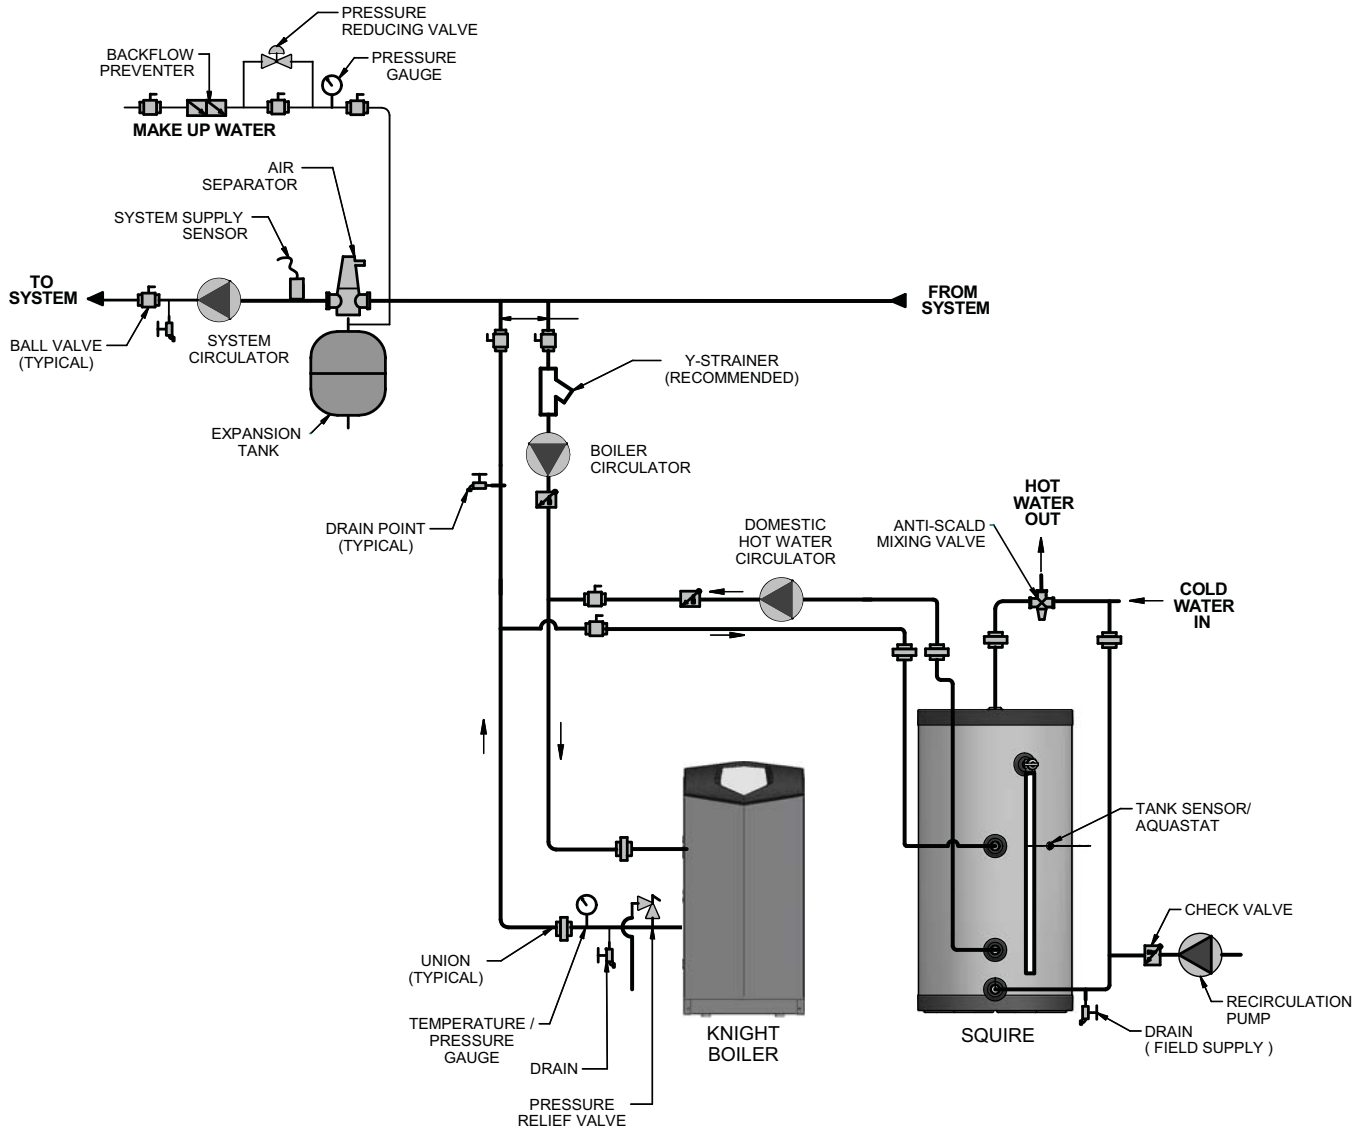 PRESSURE
REDUCING VALVE
BACKFLOW
PREVENTER
PRESSURE
GAUGE
MAKE UP WATER
AIR
SEPARATOR
SYSTEM SUPPLY
SENSOR
TO
SYSTEM
FROM
SYSTEM
BALL VALVE
(TYPICAL)
SYSTEM
CIRCULATOR
Y-STRAINER
(RECOMMENDED)
EXPANSION
TANK
BOILER
CIRCULATOR
DRAIN POINT
(TYPICAL)
DOMESTIC
HOT WATER
CIRCULATOR
ANTI-SCALD
MIXING VALVE
HOT
WATER
OUT
COLD
WATER
IN
TANK SENSOR/
AQUASTAT
CHECK VALVE
UNION
(TYPICAL)
TEMPERATURE /
PRESSURE
GAUGE
DRAIN
PRESSURE
RELIEF VALVE
KNIGHT
BOILER
SQUIRE
RECIRCULATION
PUMP
DRAIN
( FIELD SUPPLY )